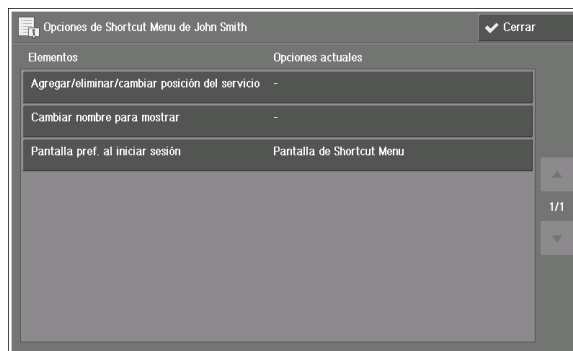 Opciones de Shortcut Menu de John Smith
Cerrar
Elementos Opciones actuales
Agregar/eliminar/cambiar posición del servicio -
Cambiar nombre para mostrar -
Pantalla pref. al iniciar sesión Pantalla de Shortcut Menu
1/1